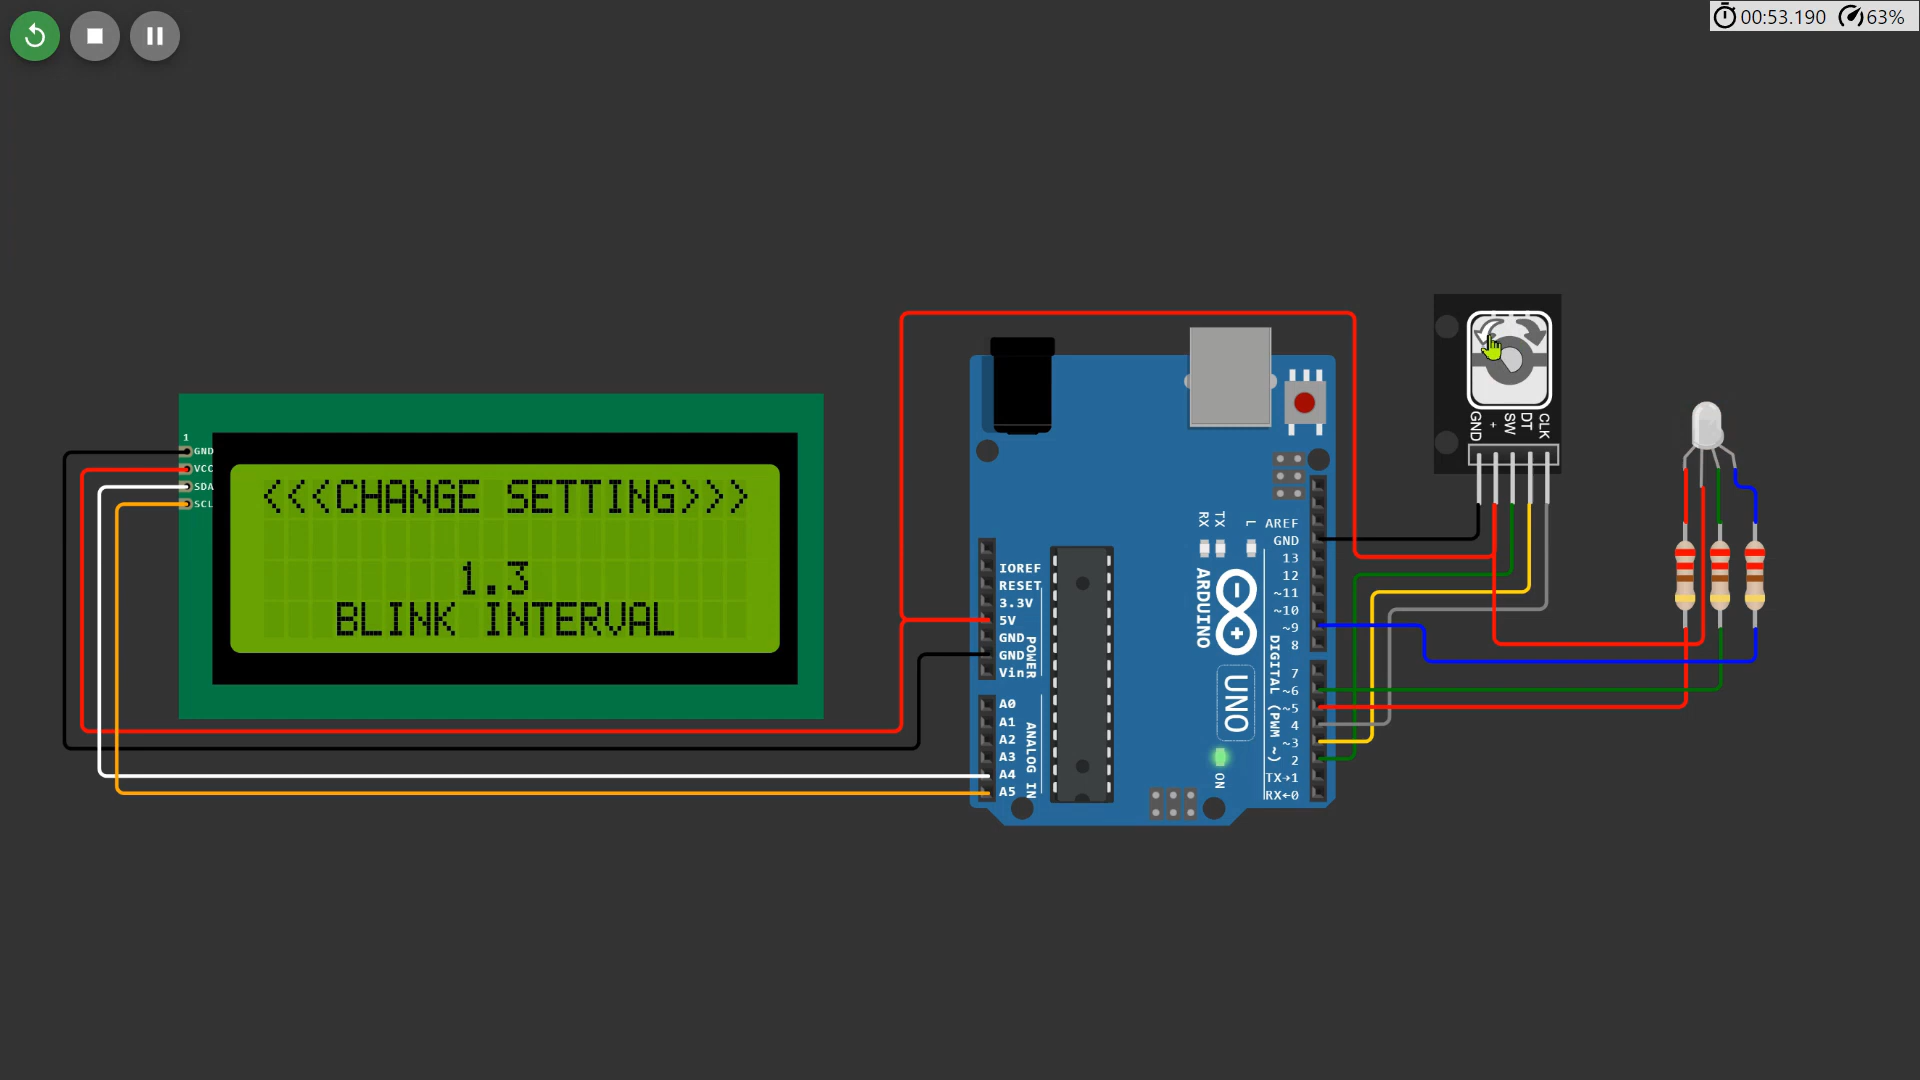 00:53.190 63%
1
GND
VCC
SDA
SCL
<<<CHANGE SETTING>>>
1.3
BLINK INTERVAL
IOREF
RESET
3.3V
5V
GND
GND
Vin
POWER
A0
A1
A2
A3
A4
A5
ANALOG IN
RX
TX
L
ARDUINO
UNO
ON
AREF
GND
13
12
~11
~10
~9
8
7
~6
~5
4
~3
2
TX→1
RX←0
DIGITAL (PWM ~)
GND
+
SW
DT
CLK